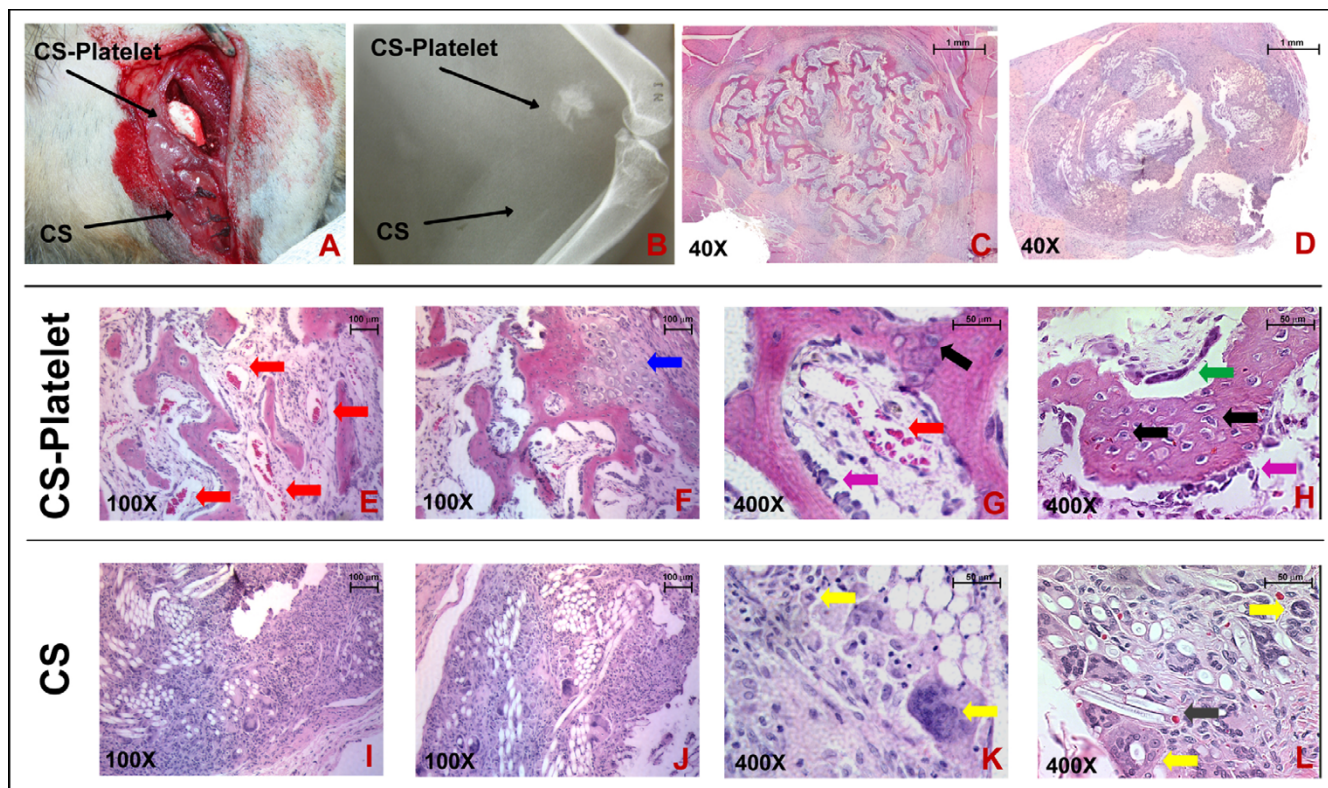 CS-Platelet
CS
A
CS-Platelet
CS
B
1 mm
40X
C
1 mm
40X
D
CS-Platelet
100 µm
100X
E
100 µm
100X
F
50 µm
400X
G
50 µm
400X
H
CS
100 µm
100X
I
100 µm
100X
J
50 µm
400X
K
50 µm
400X
L